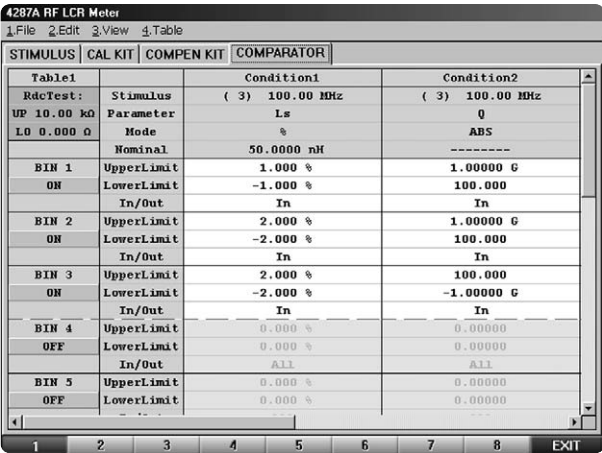 4287A RF LCR Meter
1.File 2.Edit 3.View 4.Table
STIMULUS CAL KIT COMPEN KIT COMPARATOR
Table1 Condition1 Condition2
RdcTest: Stimulus ( 3) 100.00 MHz ( 3) 100.00 MHz
UP 10.00 kΩ Parameter Ls Q
LO 0.000 Ω Mode % ABS
Nominal 50.0000 nH --------
BIN 1 UpperLimit 1.000 % 1.00000 G
ON LowerLimit -1.000 % 100.000
In/Out In In
BIN 2 UpperLimit 2.000 % 1.00000 G
ON LowerLimit -2.000 % 100.000
In/Out In In
BIN 3 UpperLimit 2.000 % 100.000
ON LowerLimit -2.000 % -1.00000 G
In/Out In In
BIN 4 UpperLimit 0.000 % 0.00000
OFF LowerLimit 0.000 % 0.00000
In/Out All All
BIN 5 UpperLimit 0.000 % 0.00000
OFF LowerLimit 0.000 % 0.00000
1 2 3 4 5 6 7 8 EXIT